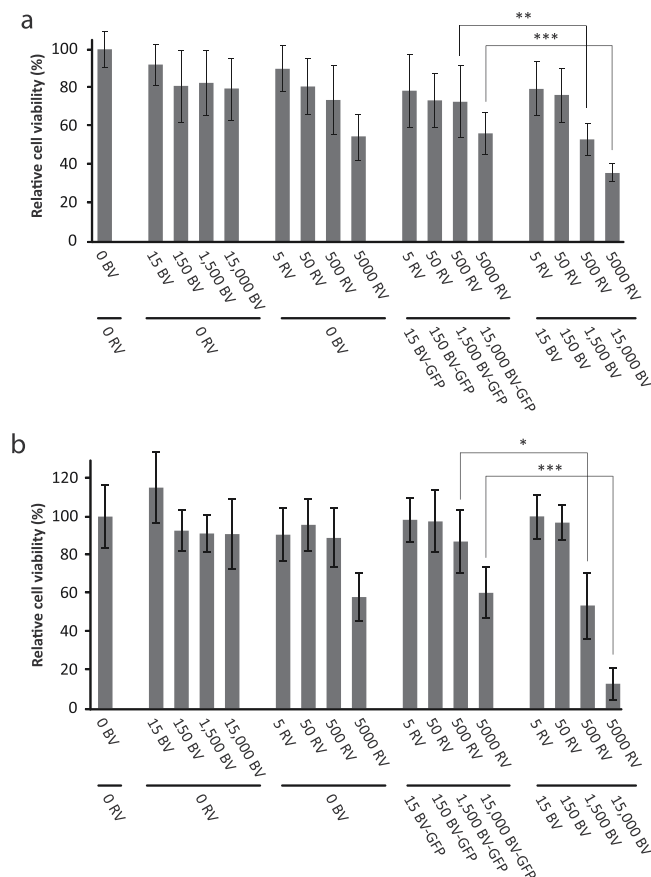 a
**
***
Relative cell viability (%)
100
80
60
40
20
0
0 BV
15 BV
150 BV
1,500 BV
15,000 BV
5 RV
50 RV
500 RV
5000 RV
5 RV
50 RV
500 RV
5000 RV
5 RV
50 RV
500 RV
5000 RV
0 RV
0 RV
0 BV
15 BV-GFP
150 BV-GFP
1,500 BV-GFP
15,000 BV-GFP
15 BV
150 BV
1,500 BV
15,000 BV
b
*
***
Relative cell viability (%)
120
100
80
60
40
20
0
0 BV
15 BV
150 BV
1,500 BV
15,000 BV
5 RV
50 RV
500 RV
5000 RV
5 RV
50 RV
500 RV
5000 RV
5 RV
50 RV
500 RV
5000 RV
0 RV
0 RV
0 BV
15 BV-GFP
150 BV-GFP
1,500 BV-GFP
15,000 BV-GFP
15 BV
150 BV
1,500 BV
15,000 BV